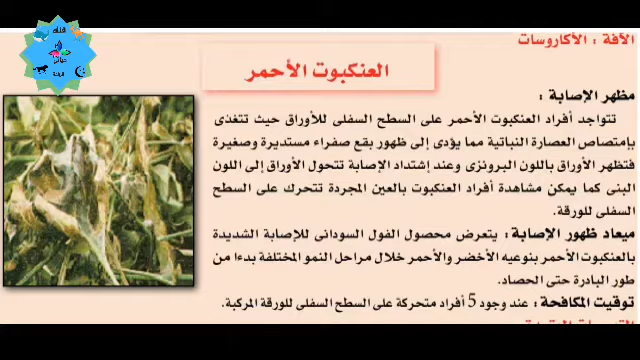 الآفة : الأكاروسات
العنكبوت الأحمر
مظهر الإصابة :
تتواجد أفراد العنكبوت الأحمر على السطح السفلى للأوراق حيث تتغذى
بإمتصاص العصارة النباتية مما يؤدى إلى ظهور بقع صفراء مستديرة وصغيرة
فتظهر الأوراق باللون البرونزى وعند إشتداد الإصابة تتحول الأوراق إلى اللون
البنى كما يمكن مشاهدة أفراد العنكبوت بالعين المجردة تتحرك على السطح
السفلى للورقة.
ميعاد ظهور الإصابة : يتعرض محصول الفول السودانى للإصابة الشديدة
بالعنكبوت الأحمر بنوعيه الأخضر والأحمر خلال مراحل النمو المختلفة بدءا من
طور البادرة حتى الحصاد.
توقيت المكافحة : عند وجود 5 أفراد متحركة على السطح السفلى للورقة المركبة.